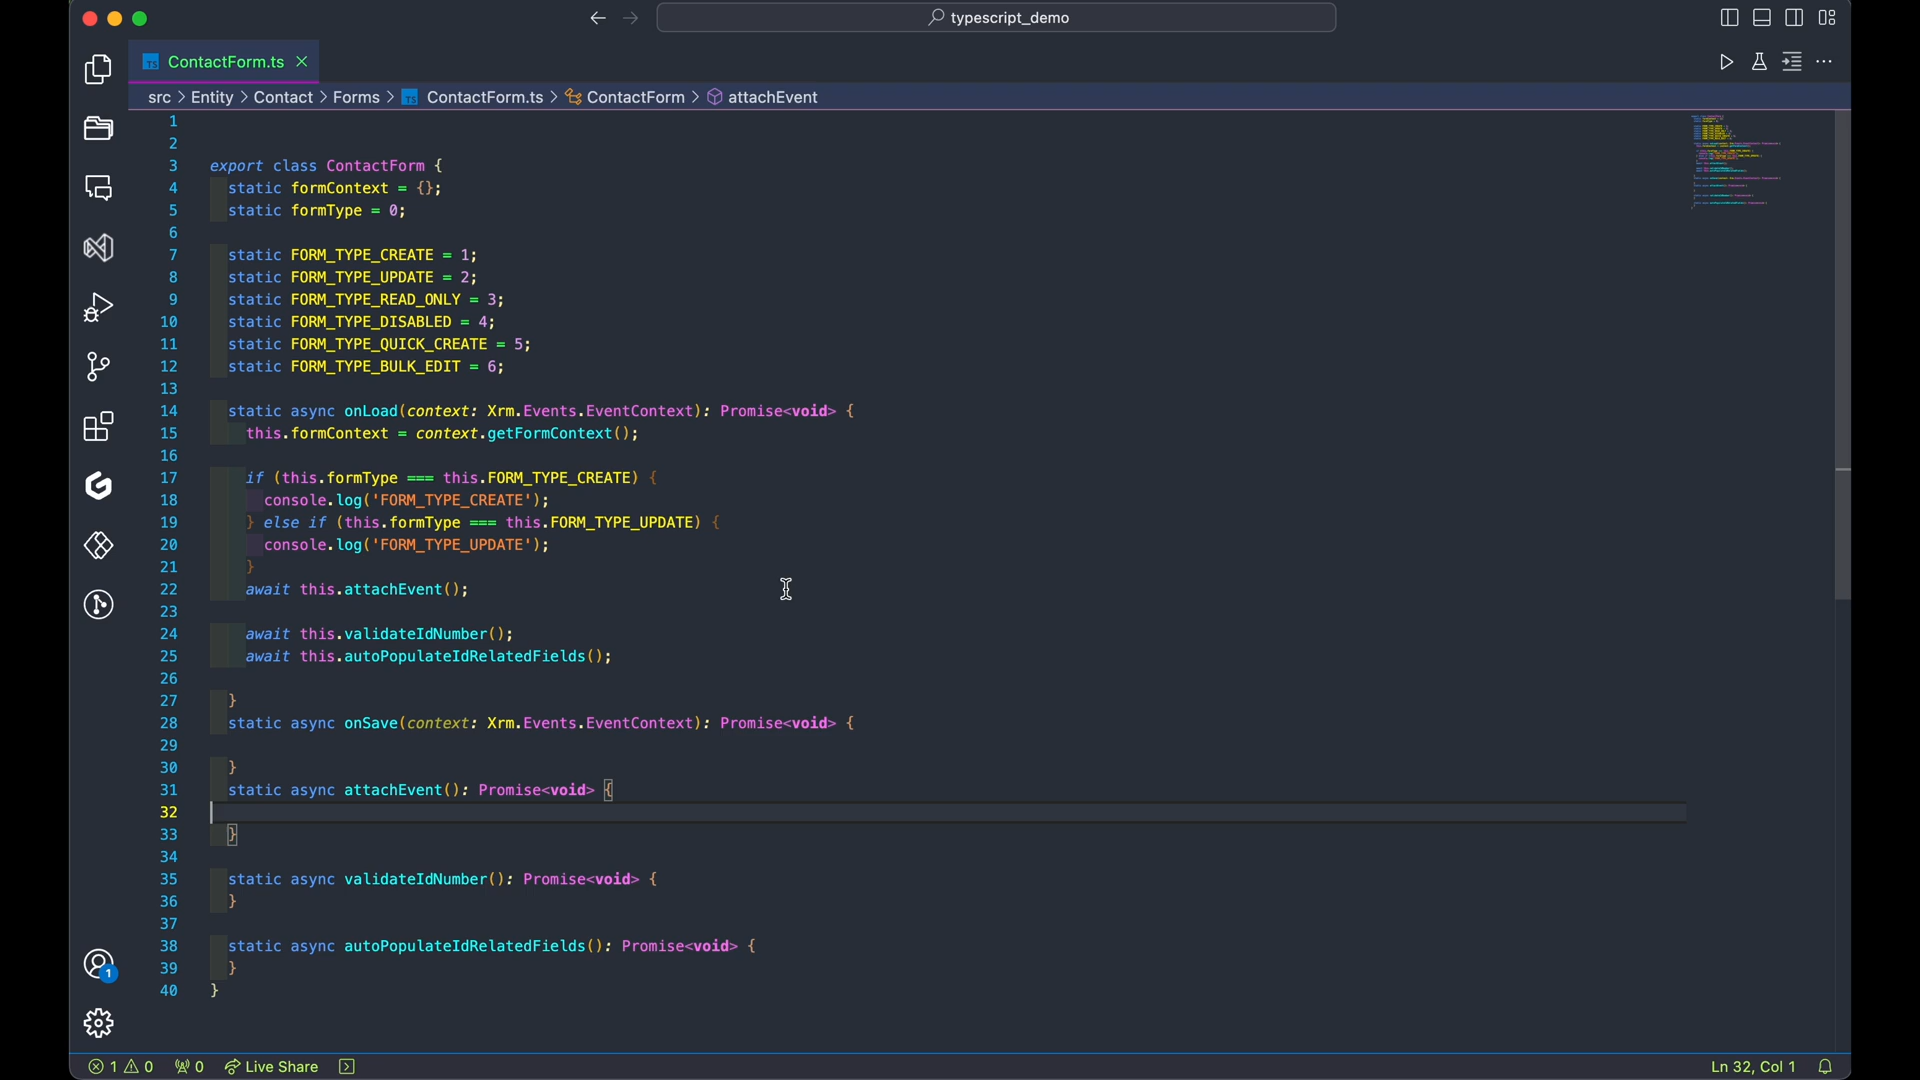 typescript_demo
TS ContactForm.ts
src > Entity > Contact > Forms > TS ContactForm.ts > ContactForm > attachEvent
1
2
3 export class ContactForm {
4 static formContext = {};
5 static formType = 0;
6
7 static FORM_TYPE_CREATE = 1;
8 static FORM_TYPE_UPDATE = 2;
9 static FORM_TYPE_READ_ONLY = 3;
10 static FORM_TYPE_DISABLED = 4;
11 static FORM_TYPE_QUICK_CREATE = 5;
12 static FORM_TYPE_BULK_EDIT = 6;
13
14 static async onLoad(context: Xrm.Events.EventContext): Promise<void> {
15 this.formContext = context.getFormContext();
16
17 if (this.formType === this.FORM_TYPE_CREATE) {
18 console.log('FORM_TYPE_CREATE');
19 } else if (this.formType === this.FORM_TYPE_UPDATE) {
20 console.log('FORM_TYPE_UPDATE');
21 }
22 await this.attachEvent();
23
24 await this.validateIdNumber();
25 await this.autoPopulateIdRelatedFields();
26
27 }
28 static async onSave(context: Xrm.Events.EventContext): Promise<void> {
29
30 }
31 static async attachEvent(): Promise<void> {
32
33 }
34
35 static async validateIdNumber(): Promise<void> {
36 }
37
38 static async autoPopulateIdRelatedFields(): Promise<void> {
39 }
40 }
1
1 0 0 Live Share Ln 32, Col 1